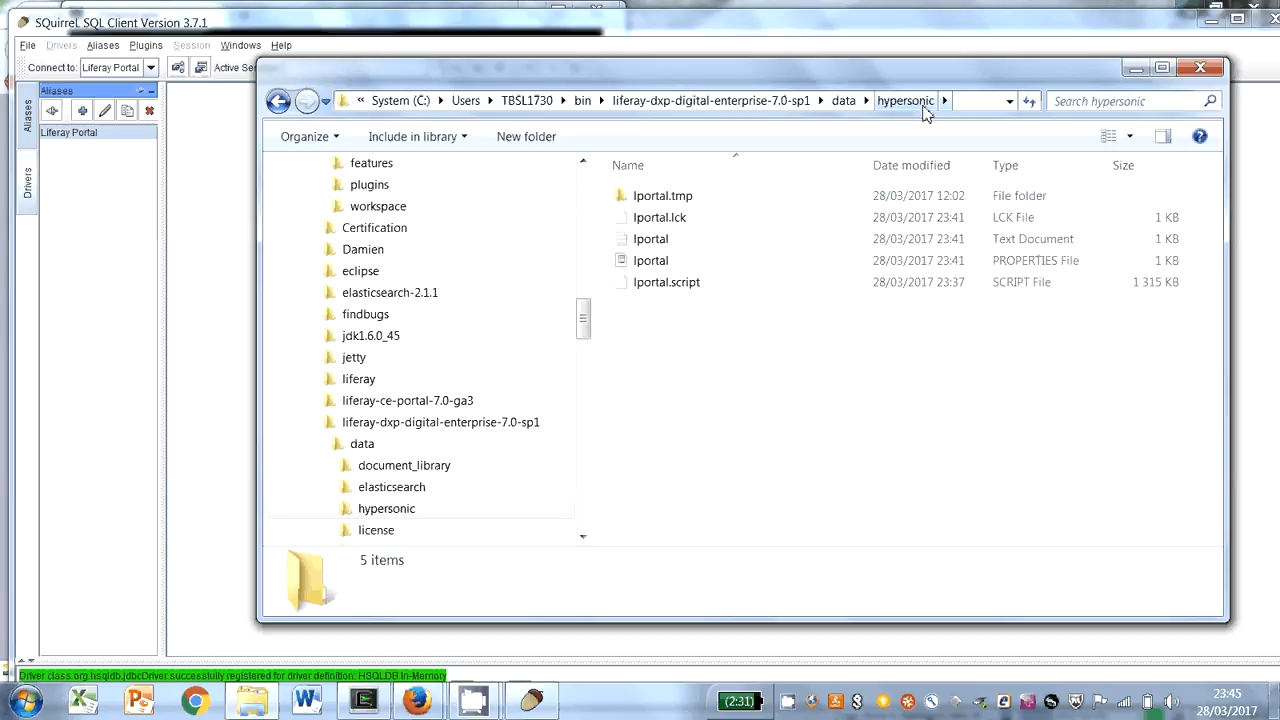 SQuirreL SQL Client Version 3.7.1
File Drivers Aliases Plugins Session Windows Help
Connect to: Liferay Portal Active Se
Aliases
Aliases
Drivers
Liferay Portal
« System (C:) Users TBSL1730 bin liferay-dxp-digital-enterprise-7.0-sp1 data hypersonic Search hypersonic
Organize Include in library New folder
features
plugins
workspace
Certification
Damien
eclipse
elasticsearch-2.1.1
findbugs
jdk1.6.0_45
jetty
liferay
liferay-ce-portal-7.0-ga3
liferay-dxp-digital-enterprise-7.0-sp1
data
document_library
elasticsearch
hypersonic
license
Name Date modified Type Size
lportal.tmp 28/03/2017 12:02 File folder
lportal.lck 28/03/2017 23:41 LCK File 1 KB
lportal 28/03/2017 23:41 Text Document 1 KB
lportal 28/03/2017 23:41 PROPERTIES File 1 KB
lportal.script 28/03/2017 23:37 SCRIPT File 1 315 KB
5 items
Driver class org.hsqldb.jdbcDriver successfully registered for driver definition: HSQLDB In-Memory
(2:31)
23:45
28/03/2017